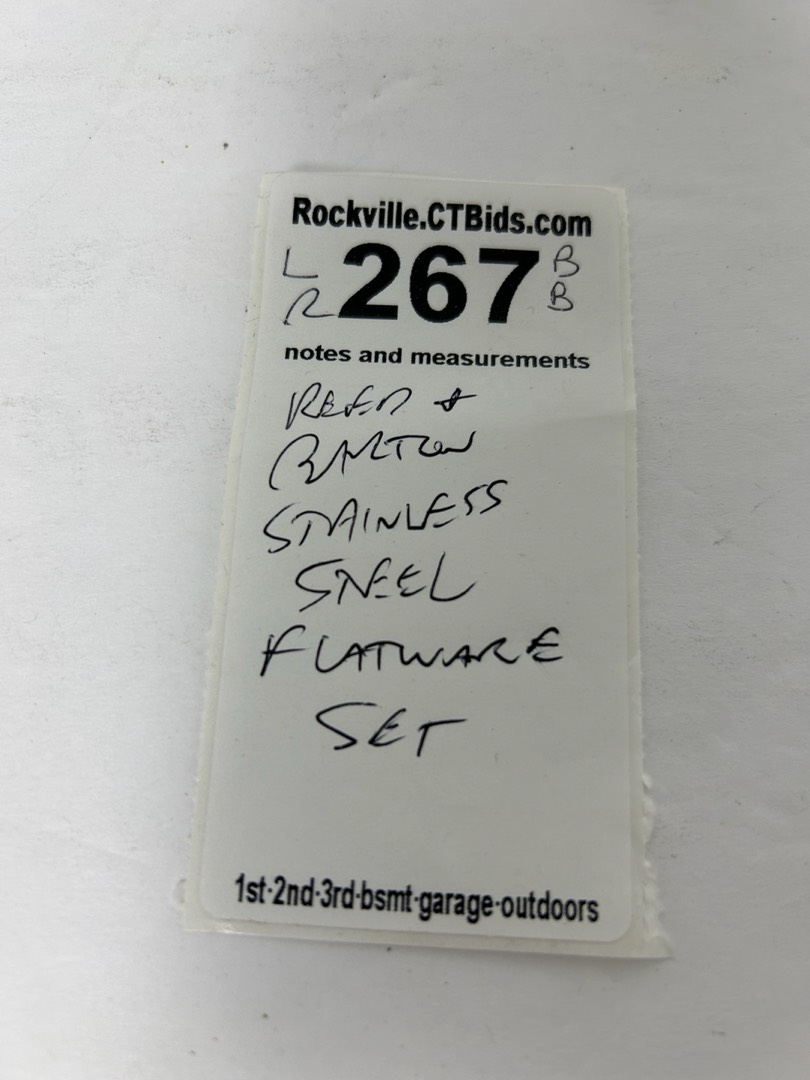 Rockville.CTBids.com
L 267 B
R B
notes and measurements
REED &
BARTON
STAINLESS
STEEL
FLATWARE
SET
1st-2nd-3rd-bsmt-garage-outdoors